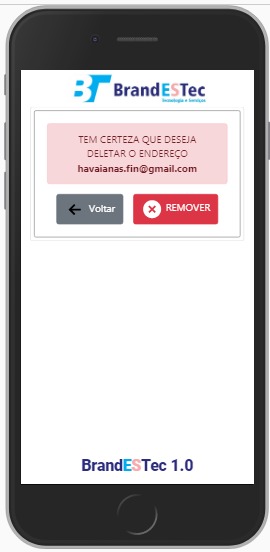 BT BrandESTec
Tecnologia e Serviços
TEM CERTEZA QUE DESEJA
DELETAR O ENDEREÇO
havaianas.fin@gmail.com
Voltar
REMOVER
BrandESTec 1.0